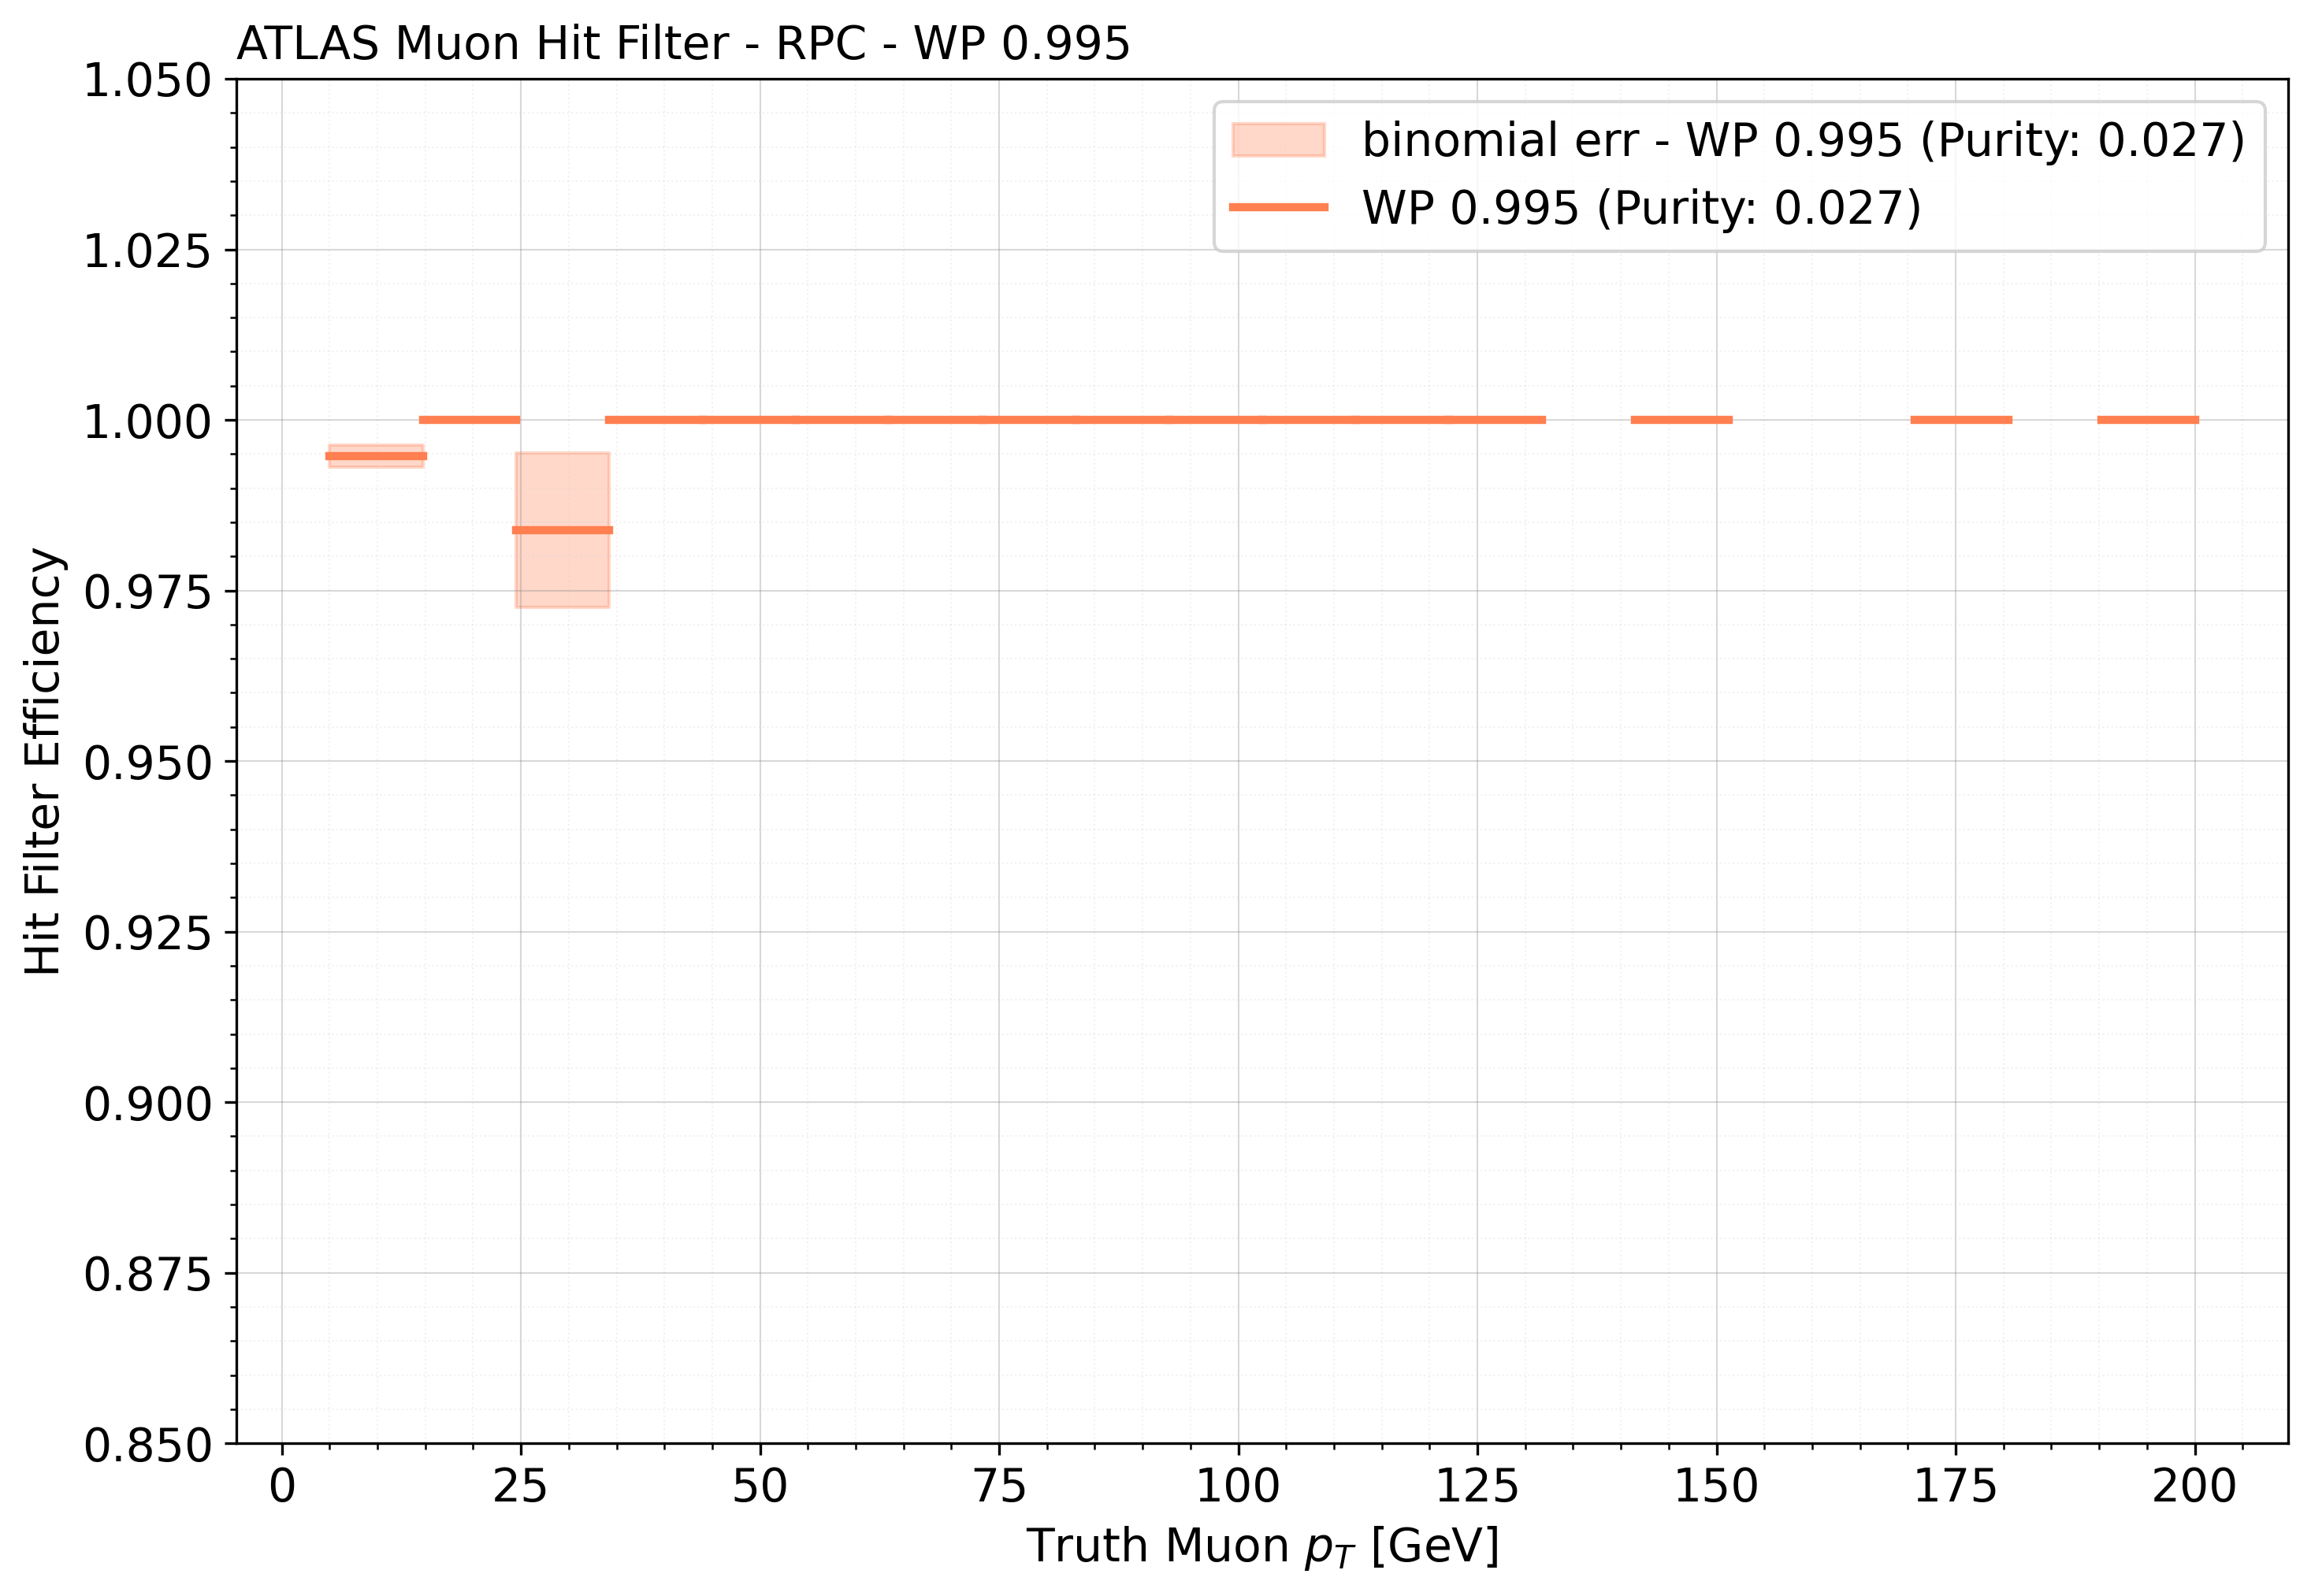 ATLAS Muon Hit Filter - RPC - WP 0.995
binomial err - WP 0.995 (Purity: 0.027)
WP 0.995 (Purity: 0.027)
Hit Filter Efficiency
1.050
1.025
1.000
0.975
0.950
0.925
0.900
0.875
0.850
0 25 50 75 100 125 150 175 200
Truth Muon p_T [GeV]